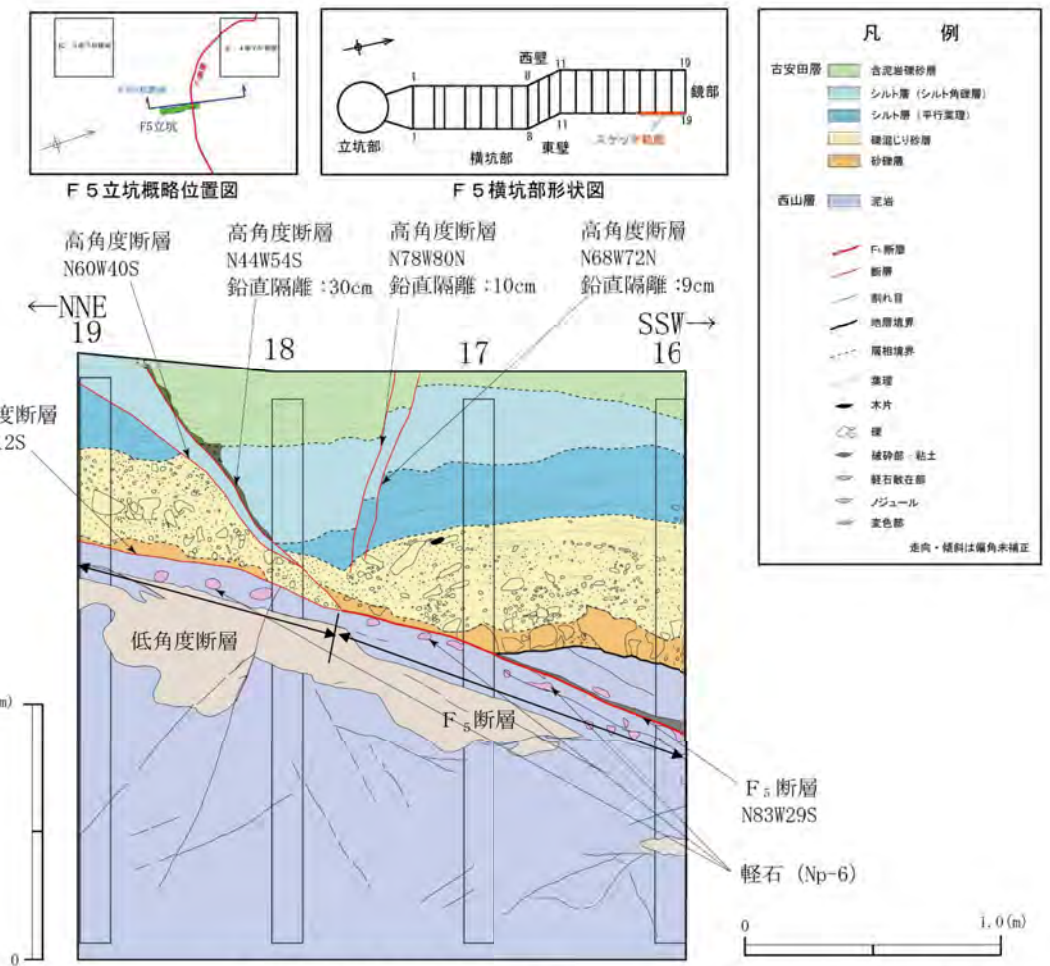 F5立坑
F5立坑概略位置図
西壁
1
8
11
19
鏡部
立坑部
1
横坑部
8
東壁
11
19
F5横坑部形状図
凡 例
古安田層
含泥岩礫砂層
シルト層（シルト角礫層）
シルト層（平行葉理）
礫混じり砂層
砂礫層
西山層
泥岩
F₅断層
断層
割れ目
地層境界
層相境界
葉理
木片
礫
破砕部・粘土
軽石散在部
ノジュール
変色部
走向・傾斜は偏角未補正
高角度断層
N60W40S
高角度断層
N44W54S
鉛直隔離:30cm
高角度断層
N78W80N
鉛直隔離:10cm
高角度断層
N68W72N
鉛直隔離:9cm
←NNE
SSW→
19
18
17
16
度断層
2S
低角度断層
F₅断層
F₅断層
N83W29S
軽石 (Np-6)
m)
0
0
1.0(m)